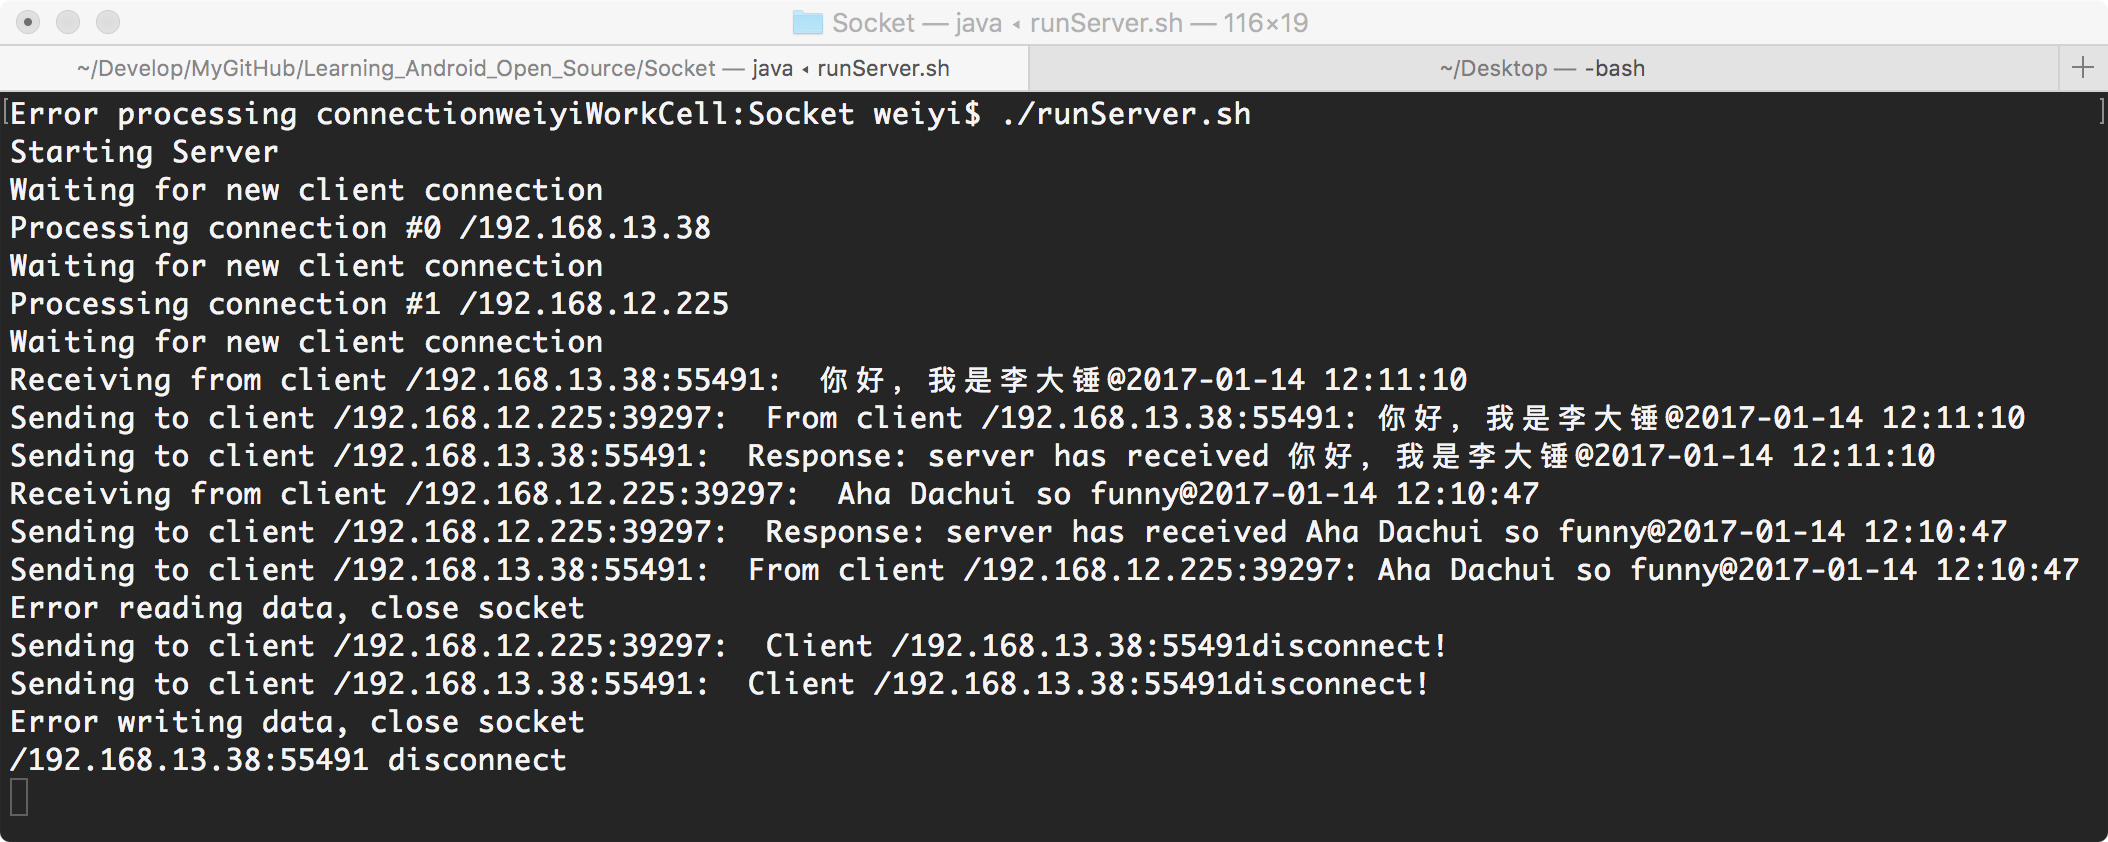 Socket — java ◂ runServer.sh — 116×19
~/Develop/MyGitHub/Learning_Android_Open_Source/Socket — java ◂ runServer.sh
~/Desktop — -bash
[Error processing connectionweiyiWorkCell:Socket weiyi$ ./runServer.sh ]
Starting Server
Waiting for new client connection
Processing connection #0 /192.168.13.38
Waiting for new client connection
Processing connection #1 /192.168.12.225
Waiting for new client connection
Receiving from client /192.168.13.38:55491:  你好，我是李大锤@2017-01-14 12:11:10
Sending to client /192.168.12.225:39297:  From client /192.168.13.38:55491: 你好，我是李大锤@2017-01-14 12:11:10
Sending to client /192.168.13.38:55491:  Response: server has received 你好，我是李大锤@2017-01-14 12:11:10
Receiving from client /192.168.12.225:39297:  Aha Dachui so funny@2017-01-14 12:10:47
Sending to client /192.168.12.225:39297:  Response: server has received Aha Dachui so funny@2017-01-14 12:10:47
Sending to client /192.168.13.38:55491:  From client /192.168.12.225:39297: Aha Dachui so funny@2017-01-14 12:10:47
Error reading data, close socket
Sending to client /192.168.12.225:39297:  Client /192.168.13.38:55491disconnect!
Sending to client /192.168.13.38:55491:  Client /192.168.13.38:55491disconnect!
Error writing data, close socket
/192.168.13.38:55491 disconnect